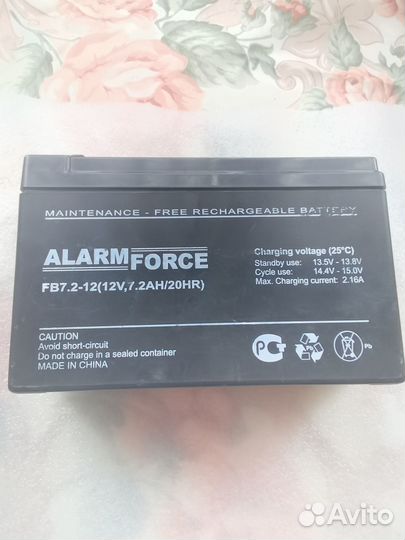 MAINTENANCE - FREE RECHARGEABLE BATTERY
ALARM FORCE
FB7.2-12(12V,7.2AH/20HR)
Charging voltage (25°C)
Standby use: 13.5V - 13.8V
Cycle use: 14.4V - 15.0V
Max. Charging current: 2.16A
CAUTION
Avoid short-circuit
Do not charge in a sealed container
MADE IN CHINA
РСТ
Pb
Pb
Avito